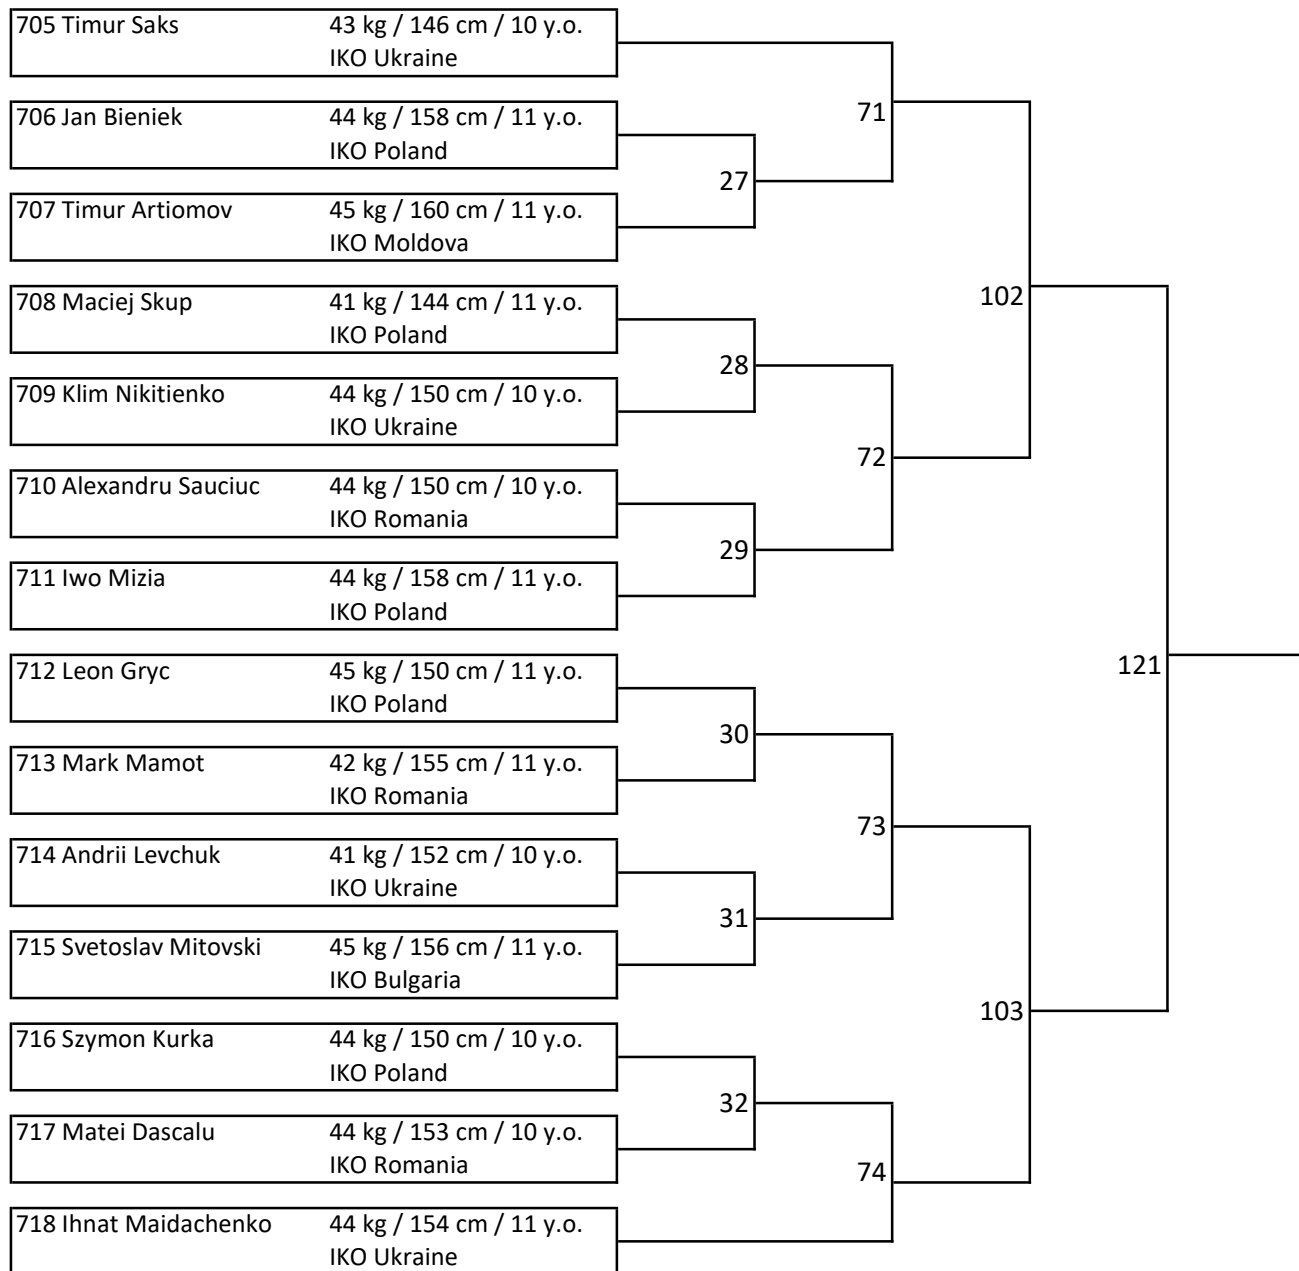 705 Timur Saks 43 kg / 146 cm / 10 y.o.
IKO Ukraine
706 Jan Bieniek 44 kg / 158 cm / 11 y.o.
IKO Poland
707 Timur Artiomov 45 kg / 160 cm / 11 y.o.
IKO Moldova
708 Maciej Skup 41 kg / 144 cm / 11 y.o.
IKO Poland
709 Klim Nikitienko 44 kg / 150 cm / 10 y.o.
IKO Ukraine
710 Alexandru Sauciuc 44 kg / 150 cm / 10 y.o.
IKO Romania
711 Iwo Mizia 44 kg / 158 cm / 11 y.o.
IKO Poland
712 Leon Gryc 45 kg / 150 cm / 11 y.o.
IKO Poland
713 Mark Mamot 42 kg / 155 cm / 11 y.o.
IKO Romania
714 Andrii Levchuk 41 kg / 152 cm / 10 y.o.
IKO Ukraine
715 Svetoslav Mitovski 45 kg / 156 cm / 11 y.o.
IKO Bulgaria
716 Szymon Kurka 44 kg / 150 cm / 10 y.o.
IKO Poland
717 Matei Dascalu 44 kg / 153 cm / 10 y.o.
IKO Romania
718 Ihnat Maidachenko 44 kg / 154 cm / 11 y.o.
IKO Ukraine
27
28
29
30
31
32
71
72
73
74
102
103
121